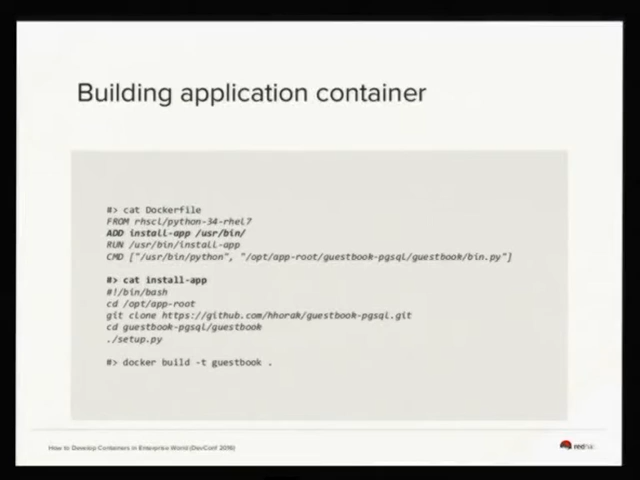 Building application container
#> cat Dockerfile
FROM rhscl/python-34-rhel7
ADD install-app /usr/bin/
RUN /usr/bin/install-app
CMD ["/usr/bin/python", "/opt/app-root/guestbook-pgsql/guestbook/bin.py"]
#> cat install-app
#!/bin/bash
cd /opt/app-root
git clone https://github.com/hhorak/guestbook-pgsql.git
cd guestbook-pgsql/guestbook
./setup.py
#> docker build -t guestbook .
How to Develop Containers in Enterprise World (DevConf 2016)
redhat